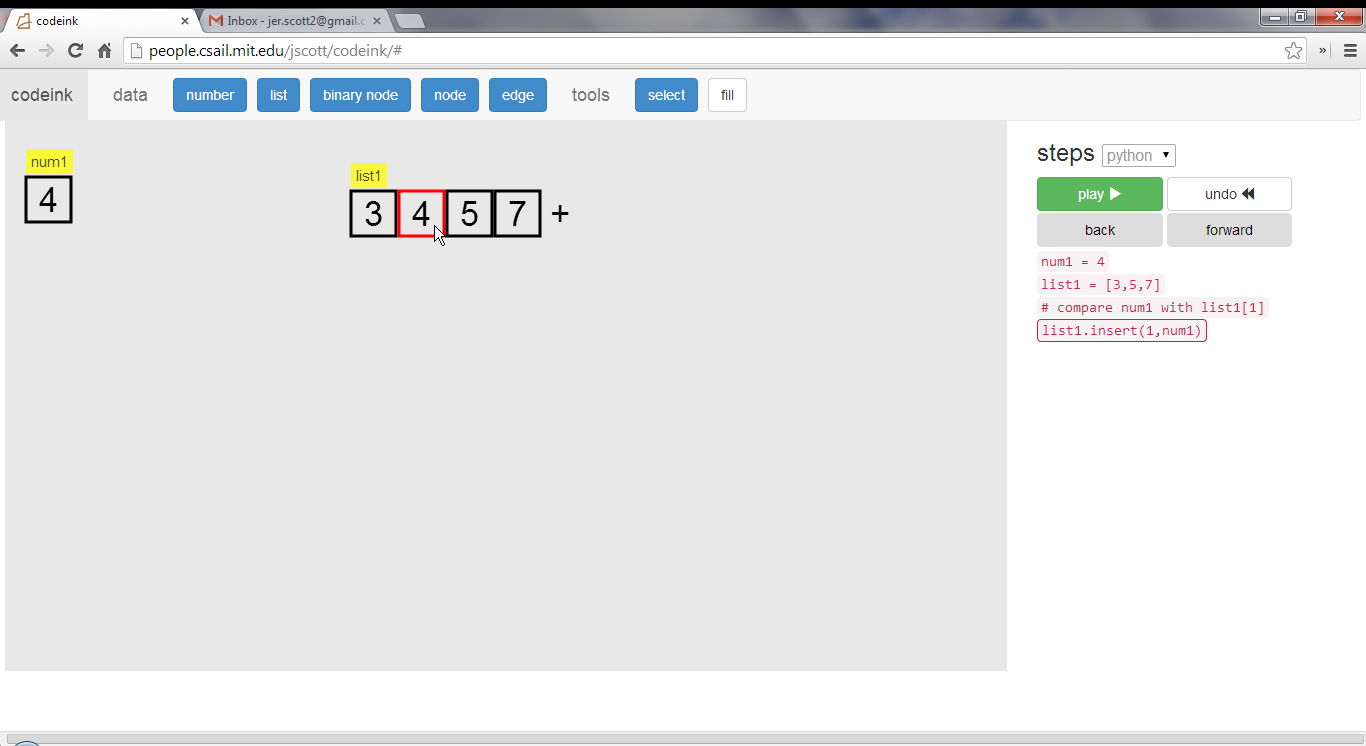 codeink
Inbox - jer.scott2@gmail.c
people.csail.mit.edu/jscott/codeink/#
codeink data number list binary node node edge tools select fill
num1
4
list1
3 4 5 7 +
steps python
play undo
back forward
num1 = 4
list1 = [3,5,7]
# compare num1 with list1[1]
list1.insert(1,num1)